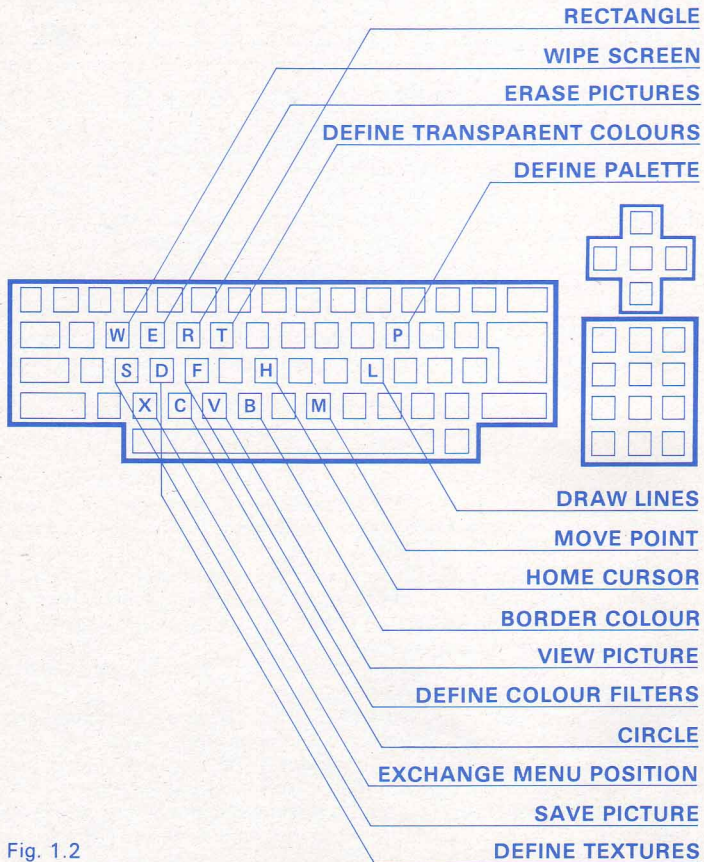 RECTANGLE
WIPE SCREEN
ERASE PICTURES
DEFINE TRANSPARENT COLOURS
DEFINE PALETTE
W E R T P
S D F H L
X C V B M
DRAW LINES
MOVE POINT
HOME CURSOR
BORDER COLOUR
VIEW PICTURE
DEFINE COLOUR FILTERS
CIRCLE
EXCHANGE MENU POSITION
SAVE PICTURE
Fig. 1.2
DEFINE TEXTURES